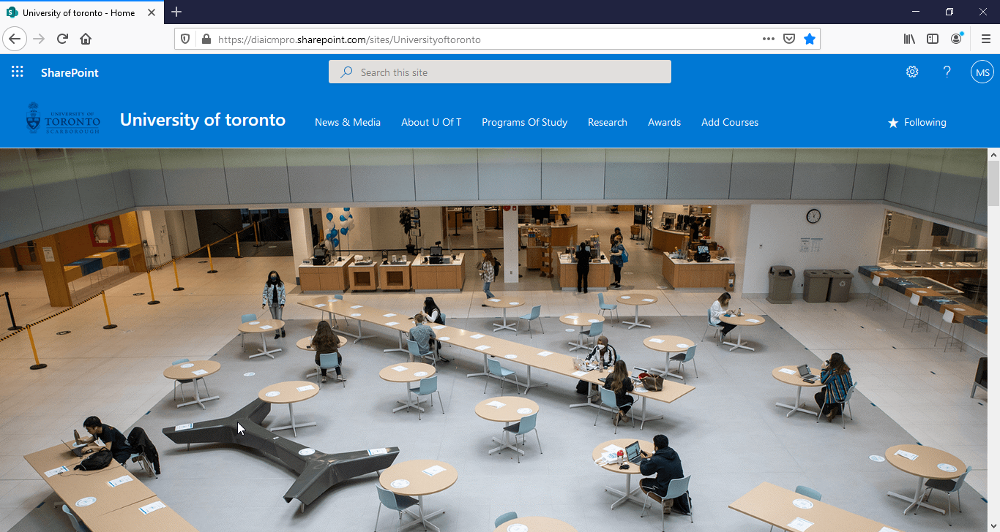 University of toronto - Home
https://diaicmpro.sharepoint.com/sites/Universityoftoronto
SharePoint
Search this site
?
MS
UNIVERSITY OF
TORONTO
SCARBOROUGH
University of toronto
News & Media
About U Of T
Programs Of Study
Research
Awards
Add Courses
Following